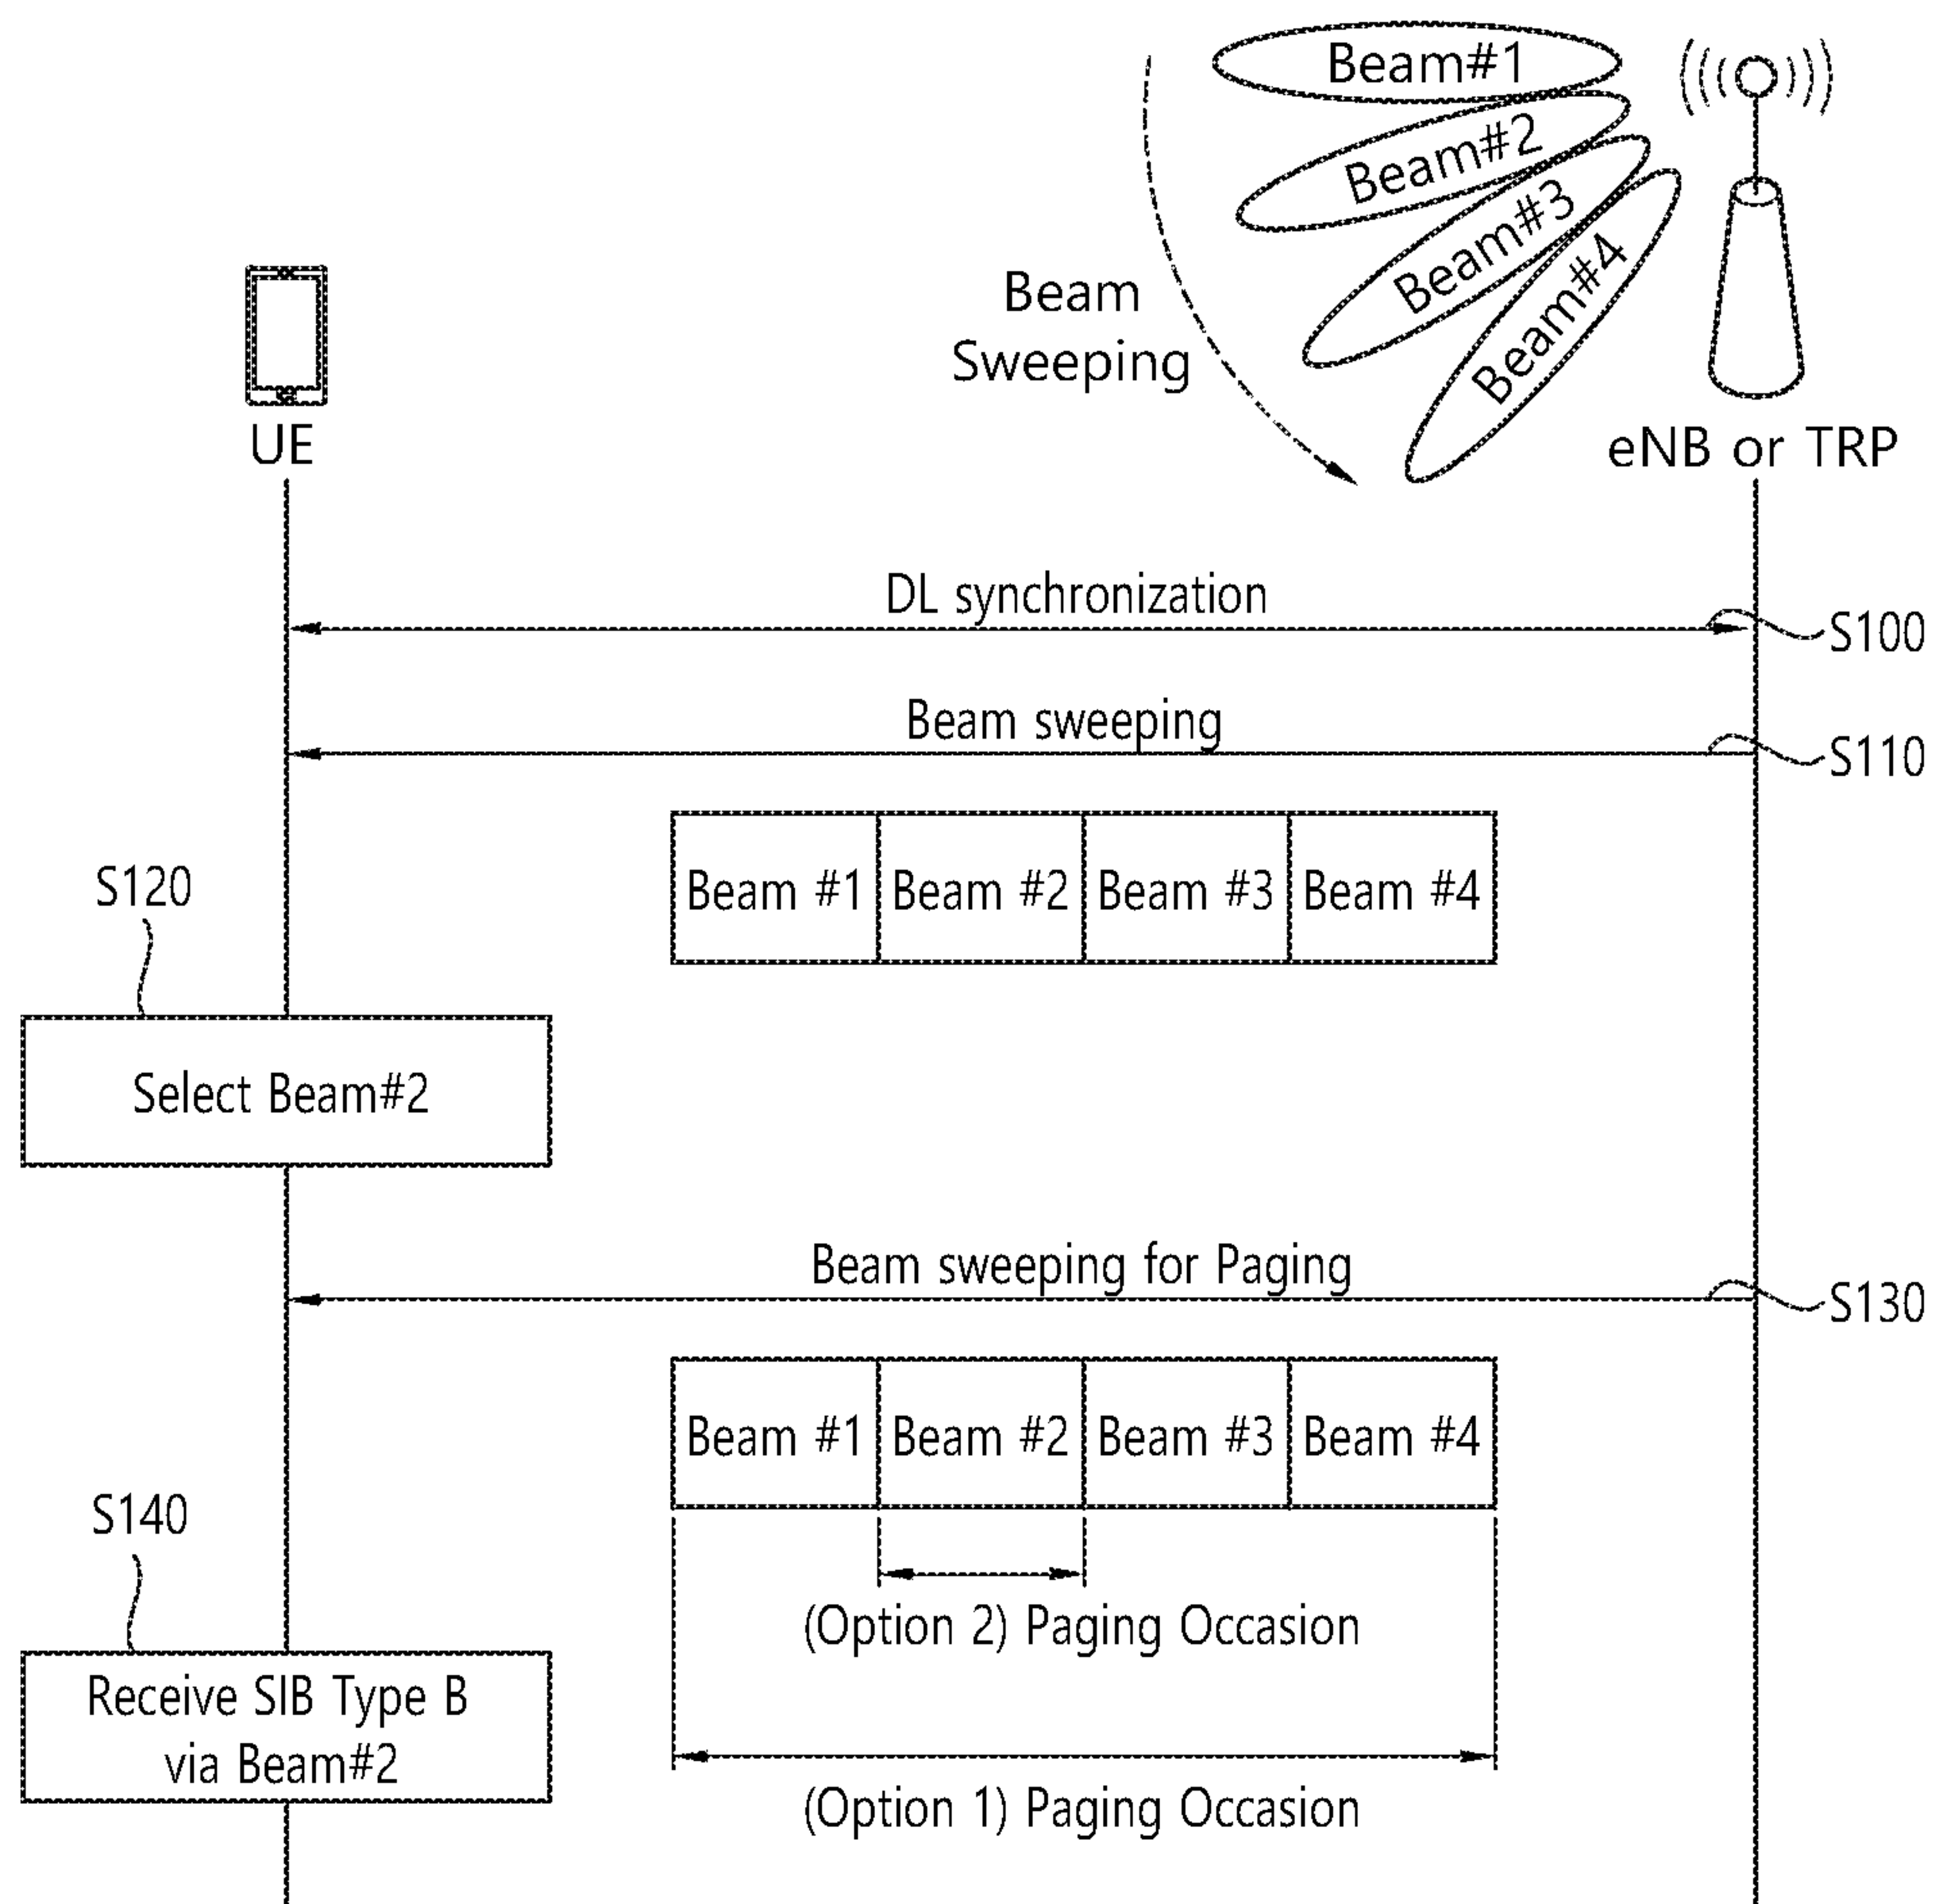 Beam#1
Beam#2
Beam#3
Beam#4
Beam
Sweeping
UE
eNB or TRP
DL synchronization
S100
Beam sweeping
S110
Beam #1 Beam #2 Beam #3 Beam #4
S120
Select Beam#2
Beam sweeping for Paging
S130
Beam #1 Beam #2 Beam #3 Beam #4
S140
(Option 2) Paging Occasion
Receive SIB Type B
via Beam#2
(Option 1) Paging Occasion